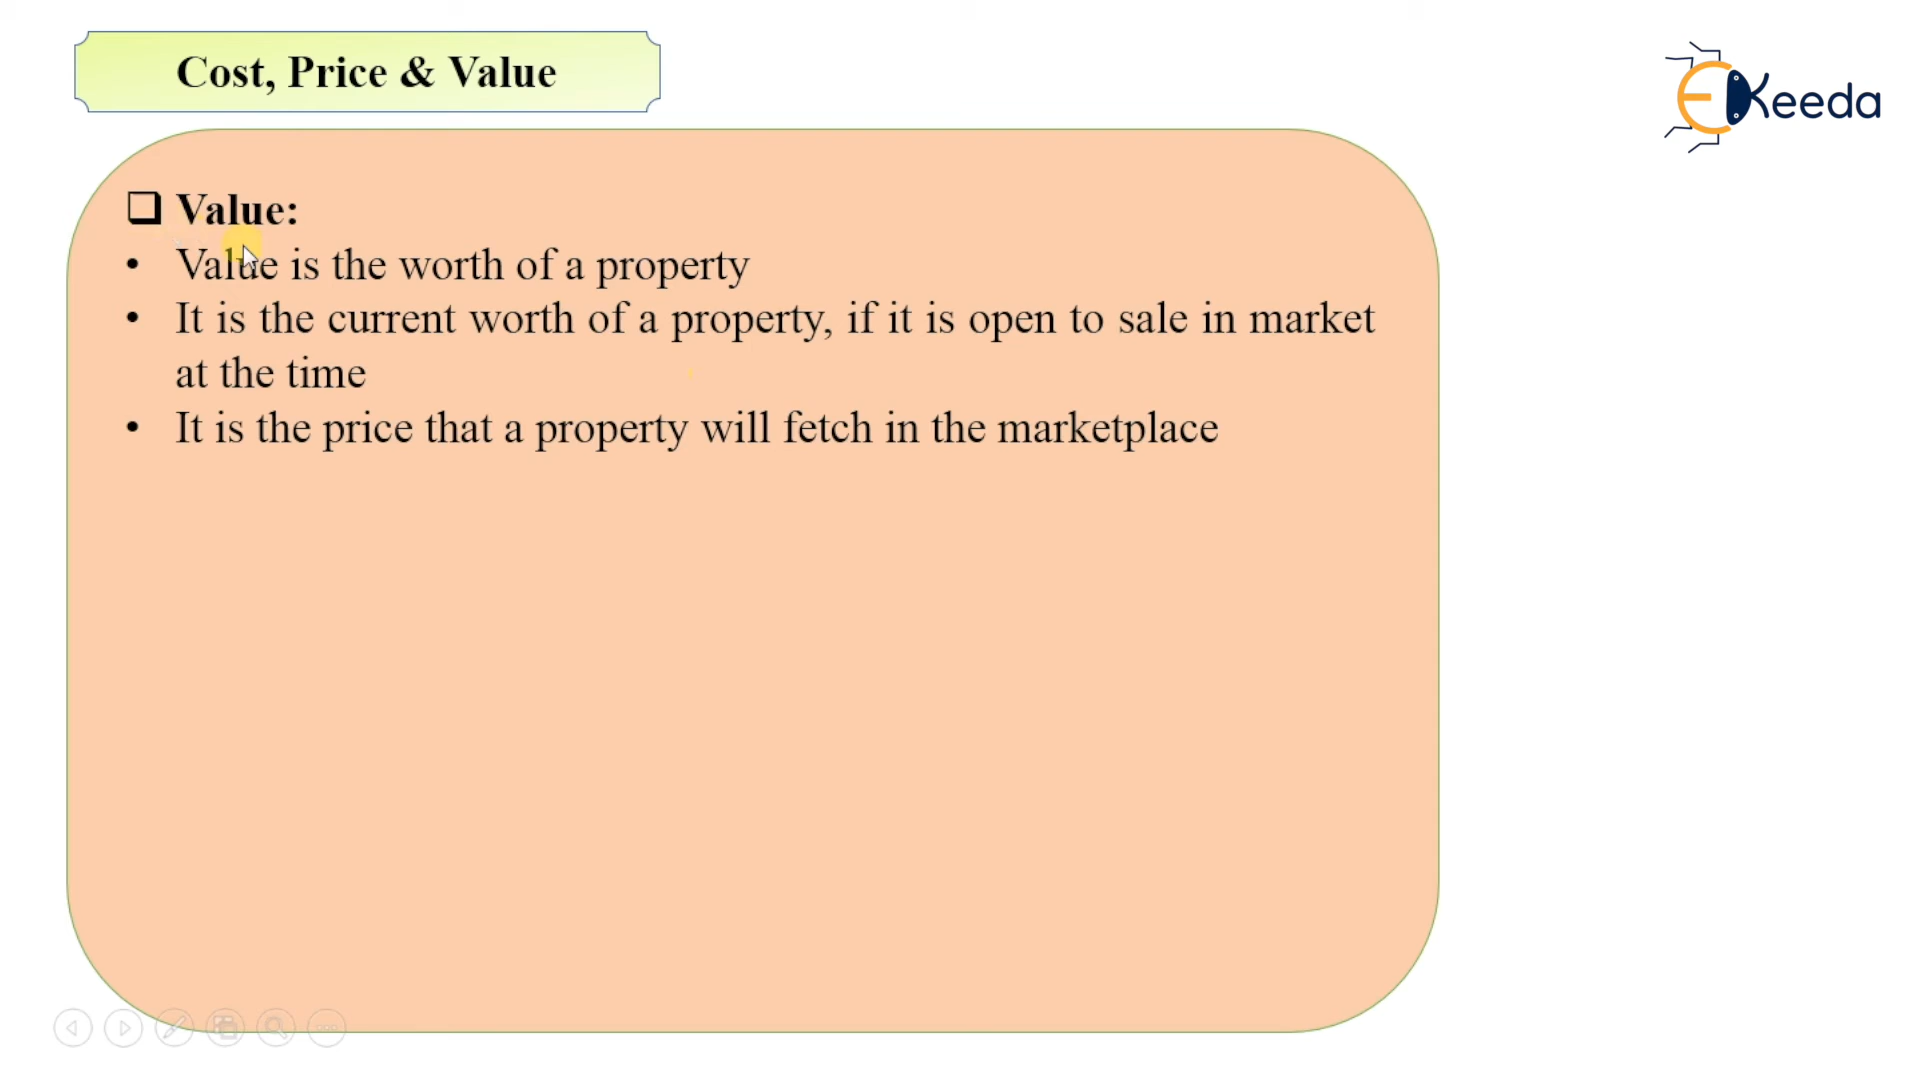 Cost, Price & Value
EKeeda
❑ Value:
• Value is the worth of a property
• It is the current worth of a property, if it is open to sale in market
at the time
• It is the price that a property will fetch in the marketplace